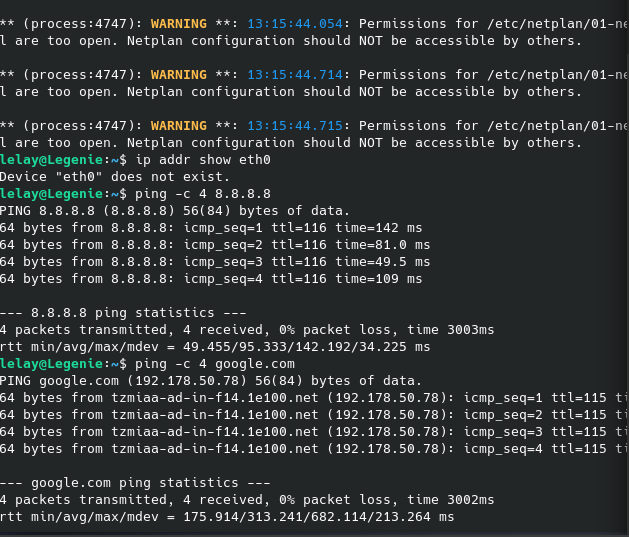 ** (process:4747): WARNING **: 13:15:44.054: Permissions for /etc/netplan/01-ne
l are too open. Netplan configuration should NOT be accessible by others.
** (process:4747): WARNING **: 13:15:44.714: Permissions for /etc/netplan/01-ne
l are too open. Netplan configuration should NOT be accessible by others.
** (process:4747): WARNING **: 13:15:44.715: Permissions for /etc/netplan/01-ne
l are too open. Netplan configuration should NOT be accessible by others.
lelay@Legenie:~$ ip addr show eth0
Device "eth0" does not exist.
lelay@Legenie:~$ ping -c 4 8.8.8.8
PING 8.8.8.8 (8.8.8.8) 56(84) bytes of data.
64 bytes from 8.8.8.8: icmp_seq=1 ttl=116 time=142 ms
64 bytes from 8.8.8.8: icmp_seq=2 ttl=116 time=81.0 ms
64 bytes from 8.8.8.8: icmp_seq=3 ttl=116 time=49.5 ms
64 bytes from 8.8.8.8: icmp_seq=4 ttl=116 time=109 ms
--- 8.8.8.8 ping statistics ---
4 packets transmitted, 4 received, 0% packet loss, time 3003ms
rtt min/avg/max/mdev = 49.455/95.333/142.192/34.225 ms
lelay@Legenie:~$ ping -c 4 google.com
PING google.com (192.178.50.78) 56(84) bytes of data.
64 bytes from tzmiaa-ad-in-f14.1e100.net (192.178.50.78): icmp_seq=1 ttl=115 ti
64 bytes from tzmiaa-ad-in-f14.1e100.net (192.178.50.78): icmp_seq=2 ttl=115 ti
64 bytes from tzmiaa-ad-in-f14.1e100.net (192.178.50.78): icmp_seq=3 ttl=115 ti
64 bytes from tzmiaa-ad-in-f14.1e100.net (192.178.50.78): icmp_seq=4 ttl=115 ti
--- google.com ping statistics ---
4 packets transmitted, 4 received, 0% packet loss, time 3002ms
rtt min/avg/max/mdev = 175.914/313.241/682.114/213.264 ms